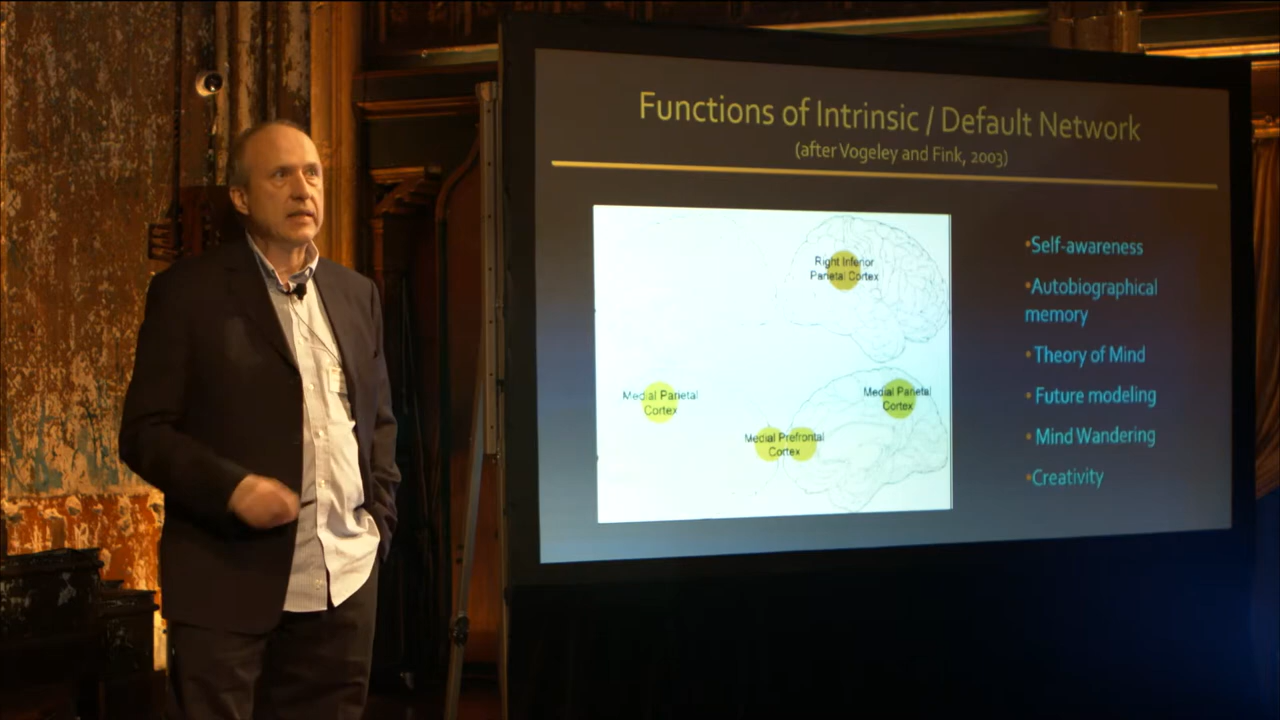 Functions of Intrinsic / Default Network
(after Vogeley and Fink, 2003)
Right Inferior
Parietal Cortex
Medial Parietal
Cortex
Medial Parietal
Cortex
Medial Prefrontal
Cortex
•Self-awareness
•Autobiographical
memory
• Theory of Mind
• Future modeling
• Mind Wandering
•Creativity